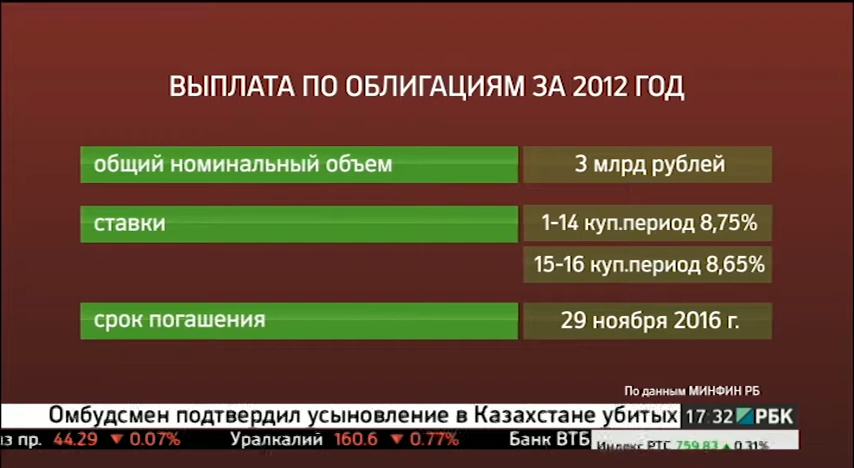 ВЫПЛАТА ПО ОБЛИГАЦИЯМ ЗА 2012 ГОД
общий номинальный объем 3 млрд рублей
ставки 1-14 куп.период 8,75%
15-16 куп.период 8,65%
срок погашения 29 ноября 2016 г.
По данным МИНФИН РБ
Омбудсмен подтвердил усыновление в Казахстане убитых 17:32 РБК
пр. 44.29 ▼ 0.07% Уралкалий 160.6 ▼ 0.77% Банк ВТБ Индекс РТС 759.83 ▲ 0.31%